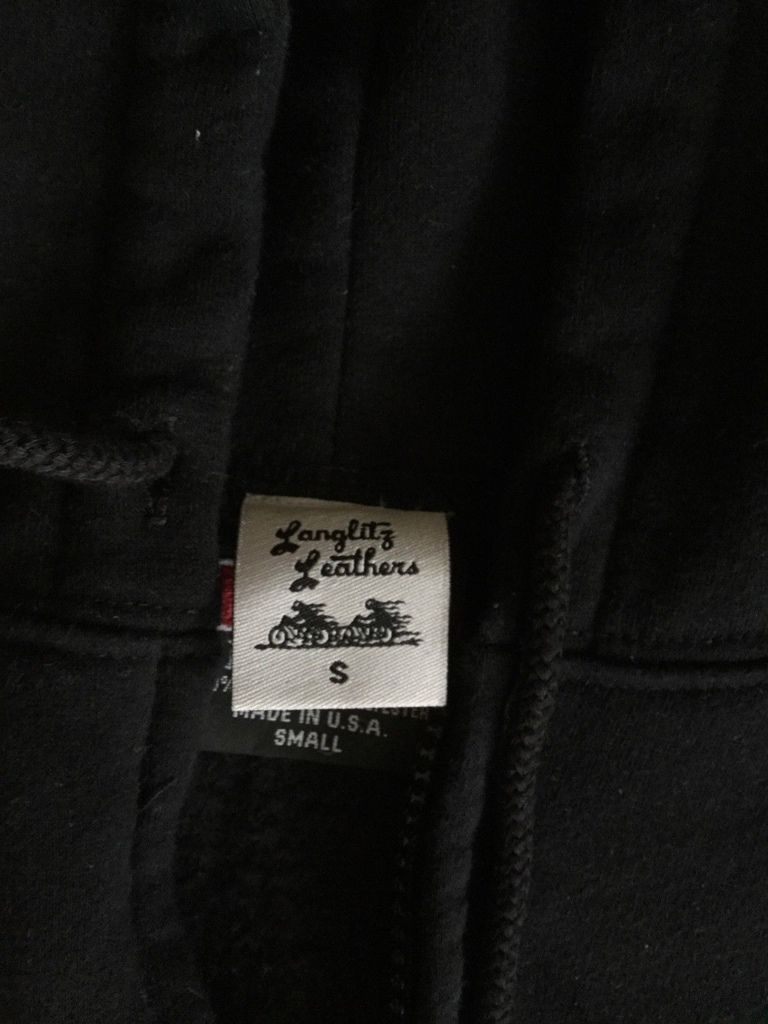 Langlitz
Leathers
S
MADE IN U.S.A.
SMALL